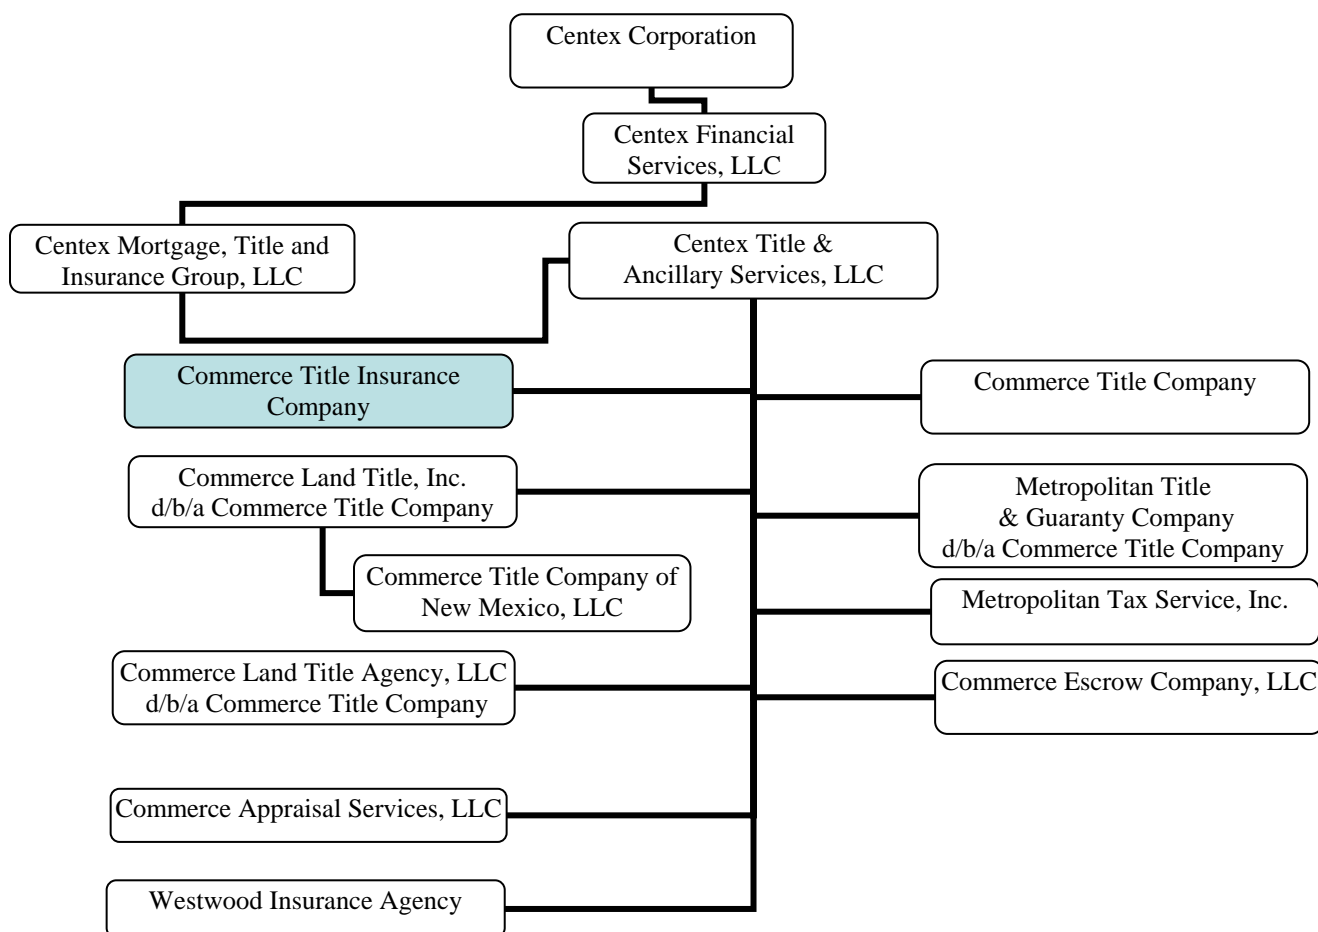 Centex Corporation
Centex Financial
Services, LLC
Centex Mortgage, Title and
Insurance Group, LLC
Centex Title &
Ancillary Services, LLC
Commerce Title Insurance
Company
Commerce Title Company
Commerce Land Title, Inc.
d/b/a Commerce Title Company
Metropolitan Title
& Guaranty Company
d/b/a Commerce Title Company
Commerce Title Company of
New Mexico, LLC
Metropolitan Tax Service, Inc.
Commerce Land Title Agency, LLC
d/b/a Commerce Title Company
Commerce Escrow Company, LLC
Commerce Appraisal Services, LLC
Westwood Insurance Agency